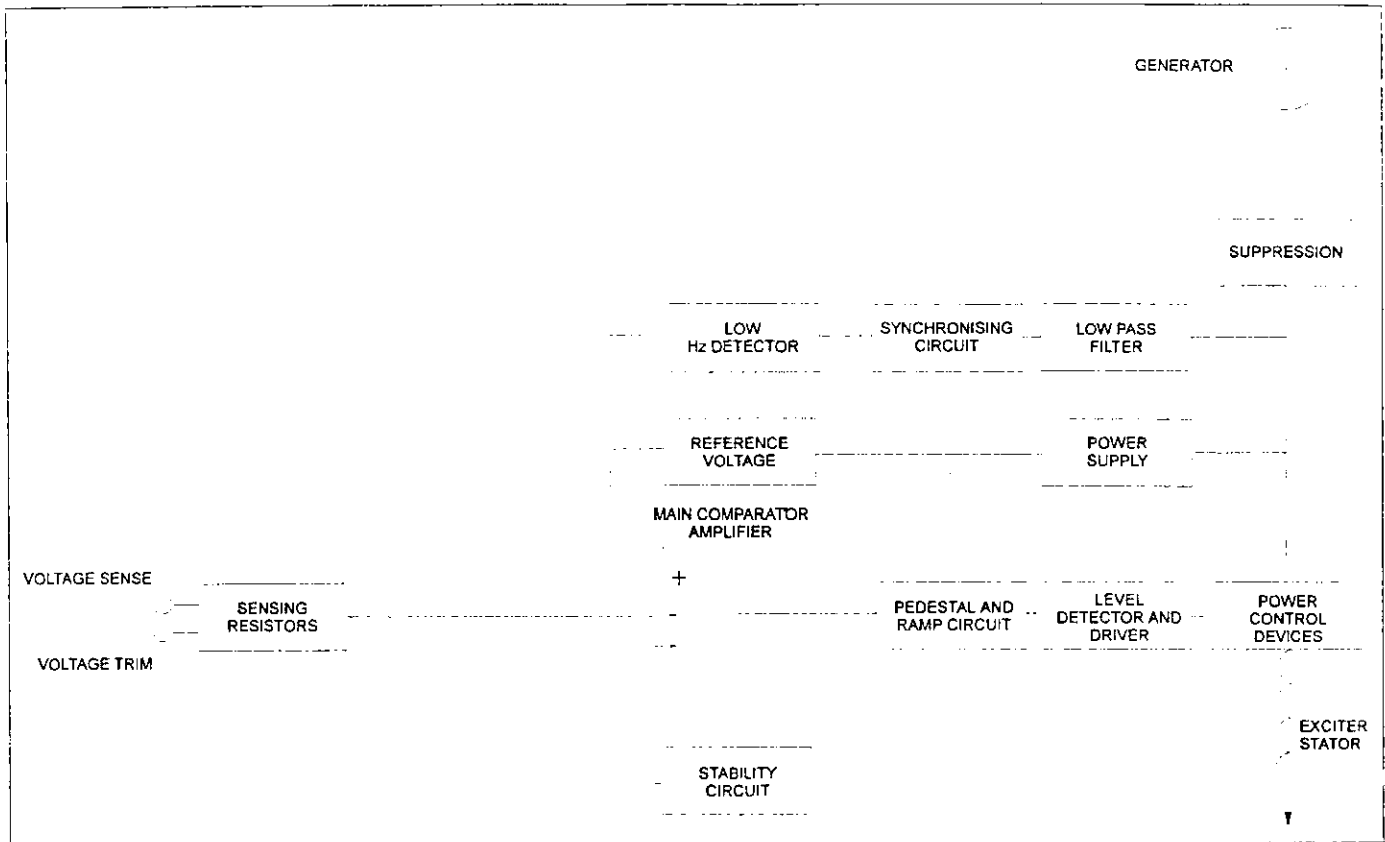 GENERATOR
SUPPRESSION
LOW
Hz DETECTOR
SYNCHRONISING
CIRCUIT
LOW PASS
FILTER
REFERENCE
VOLTAGE
POWER
SUPPLY
MAIN COMPARATOR
AMPLIFIER
VOLTAGE SENSE
SENSING
RESISTORS
VOLTAGE TRIM
+
-
-
PEDESTAL AND
RAMP CIRCUIT
LEVEL
DETECTOR AND
DRIVER
POWER
CONTROL
DEVICES
EXCITER
STATOR
STABILITY
CIRCUIT